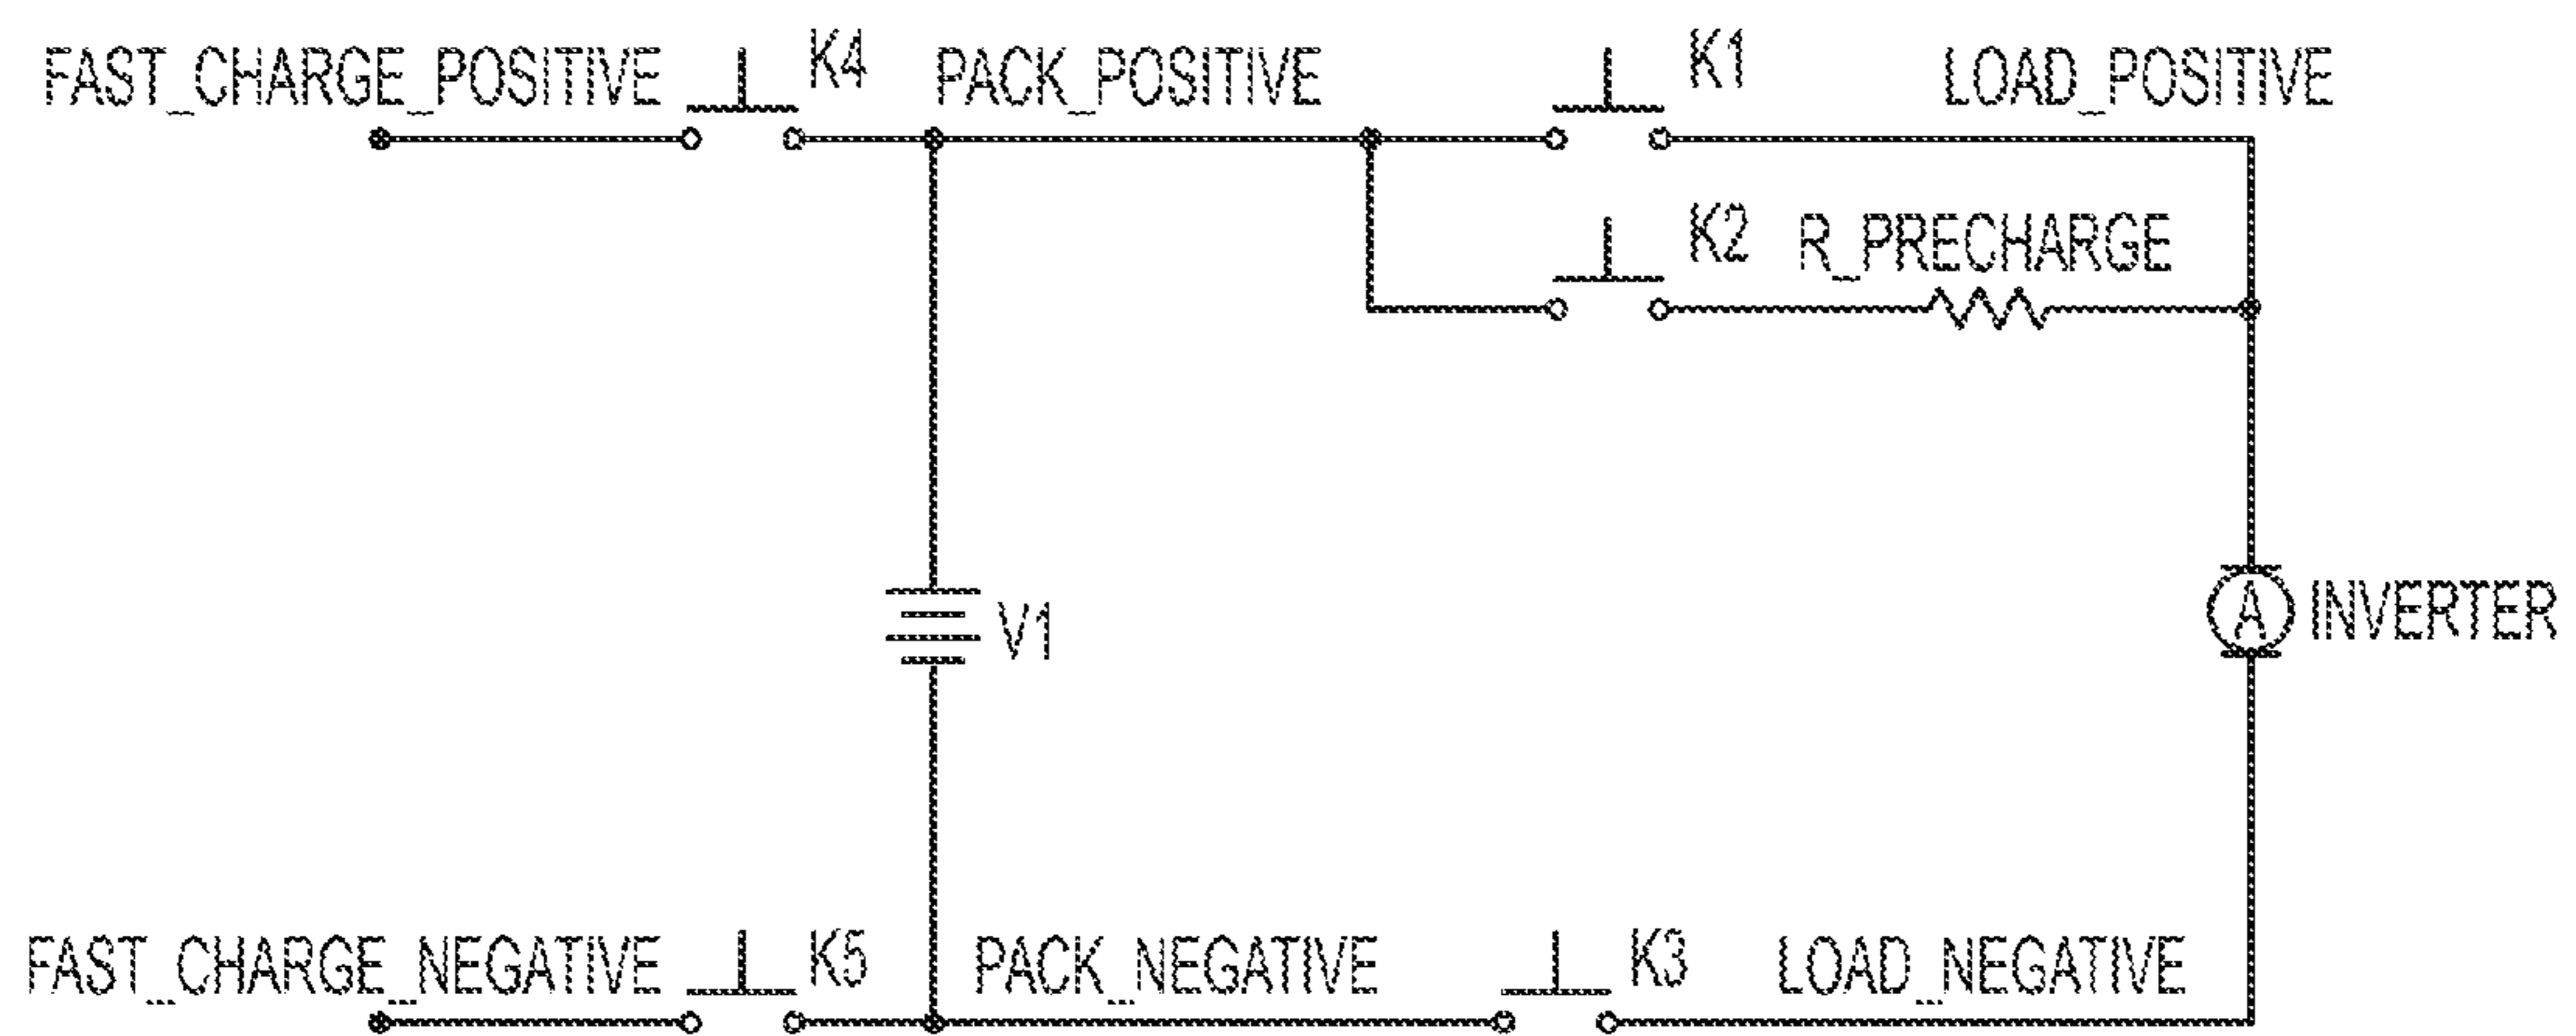 FAST_CHARGE_POSITIVE K4 PACK_POSITIVE K1 LOAD_POSITIVE
K2 R_PRECHARGE
V1 A INVERTER
FAST_CHARGE_NEGATIVE K5 PACK_NEGATIVE K3 LOAD_NEGATIVE